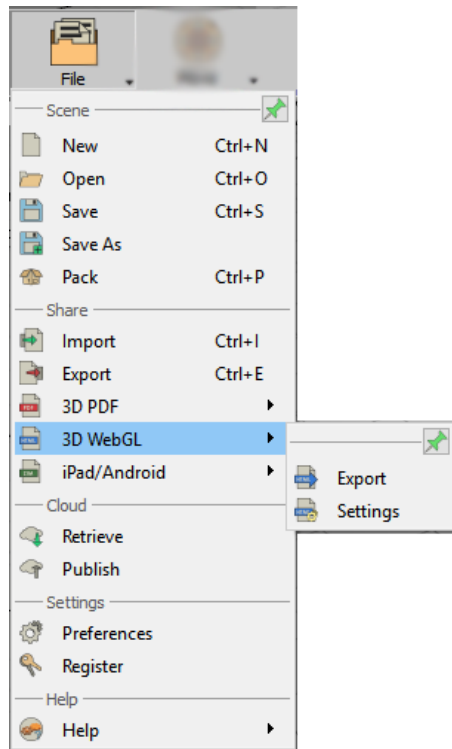 File
Scene
New Ctrl+N
Open Ctrl+O
Save Ctrl+S
Save As
Pack Ctrl+P
Share
Import Ctrl+I
Export Ctrl+E
3D PDF
3D WebGL
Export
Settings
iPad/Android
Cloud
Retrieve
Publish
Settings
Preferences
Register
Help
Help